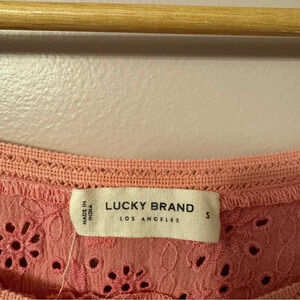 MADE IN
INDIA
LUCKY BRAND
LOS ANGELES
S